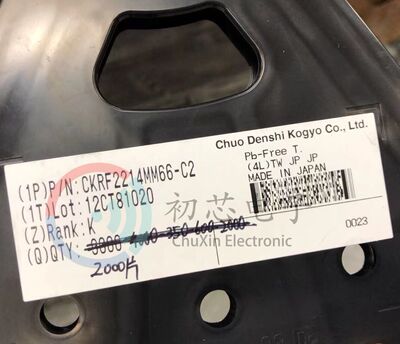 Chuo Denshi Kogyo Co., Ltd.
Pb-Free T.
(4L)TW JP JP
MADE IN JAPAN
(1P)P/N:CKRF2214MM66-C2
(1T)Lot:12CT81020
(Z)Rank:K
(Q)QTY:
2000片
0023
初芯电子
ChuXin Electronic